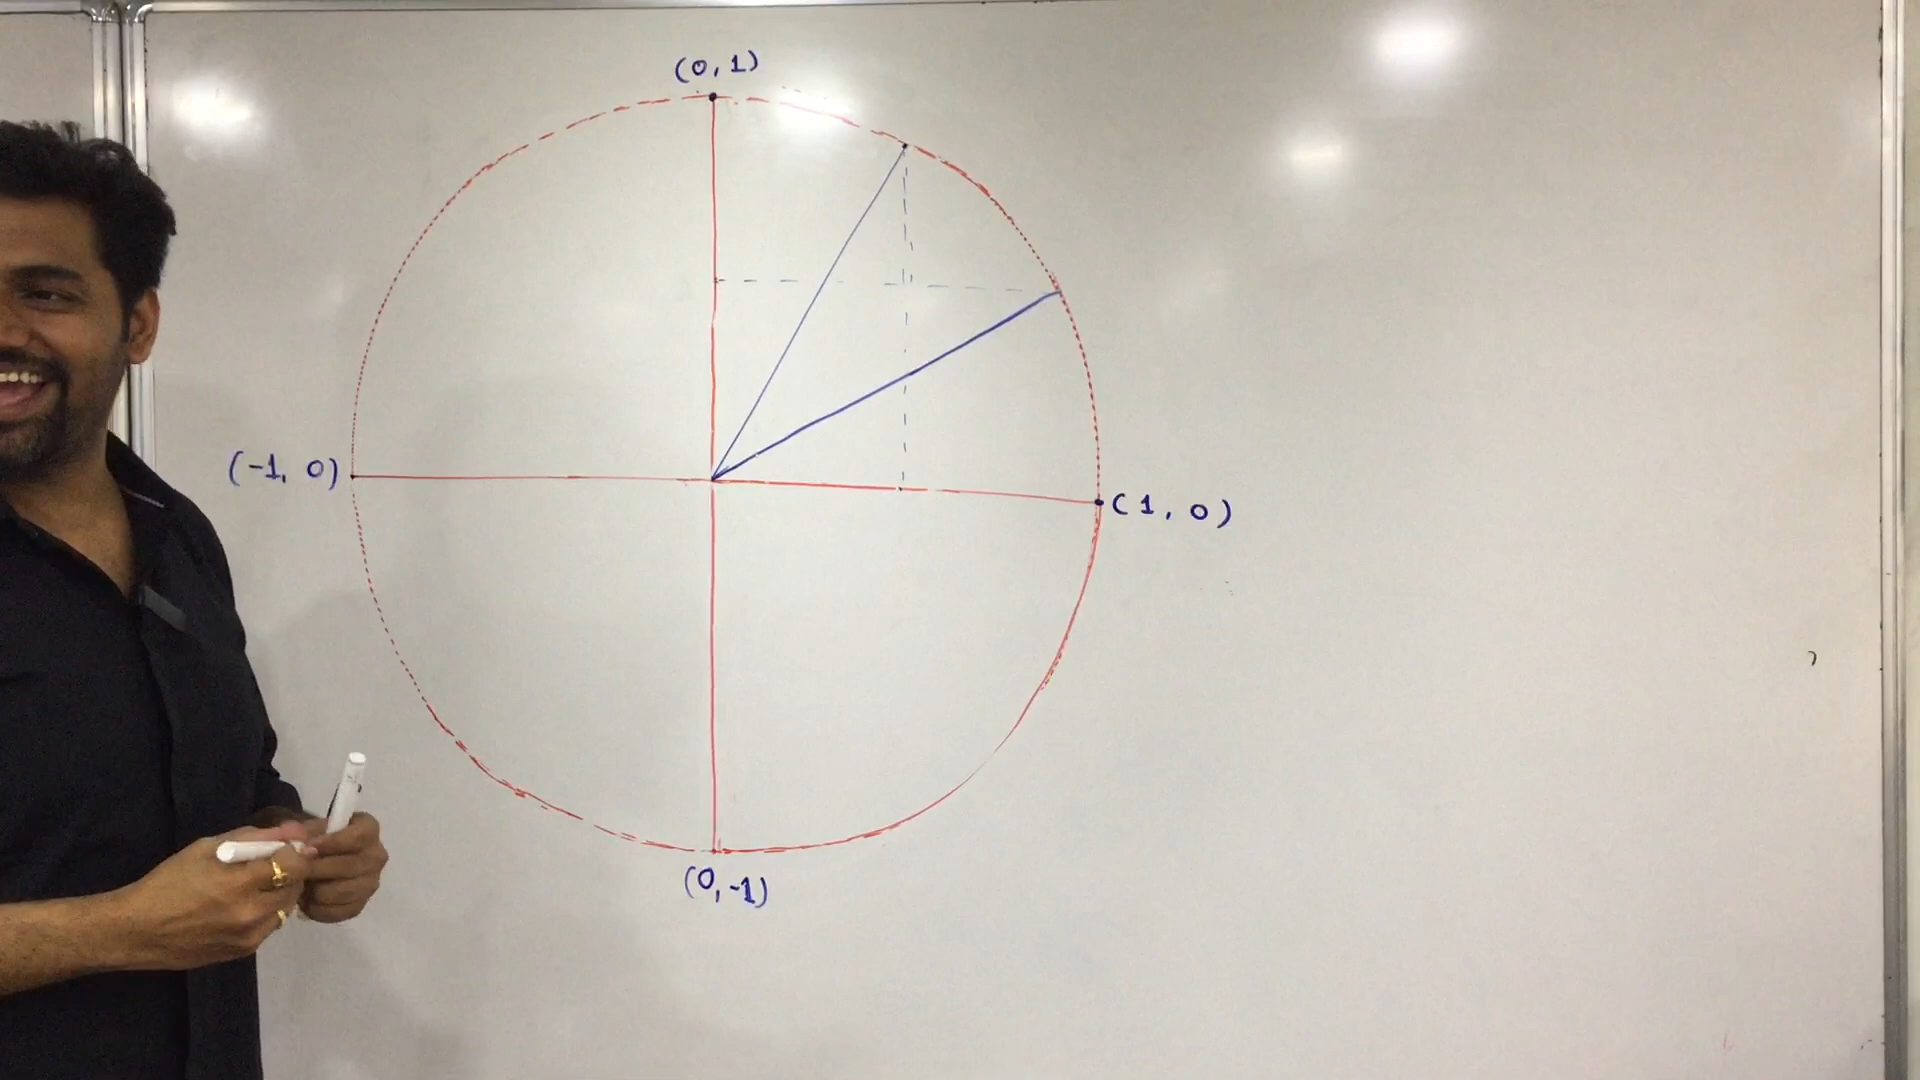 (0, 1)
(-1, 0)
(1, 0)
(0, -1)